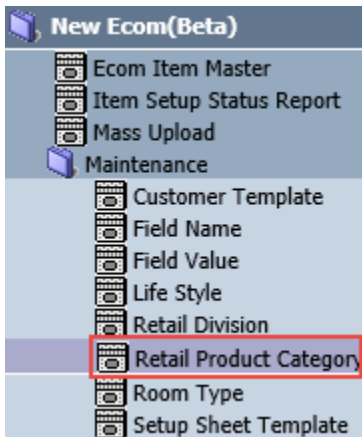 New Ecom(Beta)
Ecom Item Master
Item Setup Status Report
Mass Upload
Maintenance
Customer Template
Field Name
Field Value
Life Style
Retail Division
Retail Product Category
Room Type
Setup Sheet Template